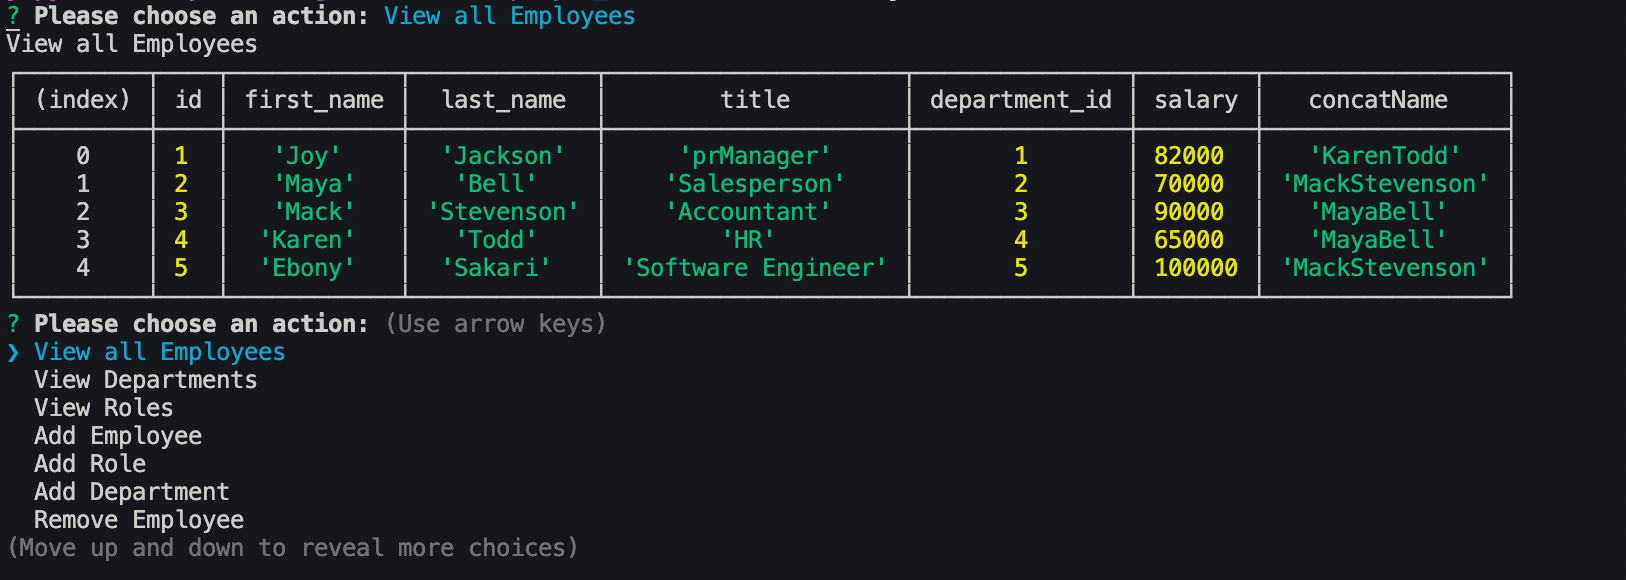 ? Please choose an action: View all Employees
View all Employees
(index) id first_name last_name title department_id salary concatName
0 1 'Joy' 'Jackson' 'prManager' 1 82000 'KarenTodd'
1 2 'Maya' 'Bell' 'Salesperson' 2 70000 'MackStevenson'
2 3 'Mack' 'Stevenson' 'Accountant' 3 90000 'MayaBell'
3 4 'Karen' 'Todd' 'HR' 4 65000 'MayaBell'
4 5 'Ebony' 'Sakari' 'Software Engineer' 5 100000 'MackStevenson'
? Please choose an action: (Use arrow keys)
❯ View all Employees
View Departments
View Roles
Add Employee
Add Role
Add Department
Remove Employee
(Move up and down to reveal more choices)